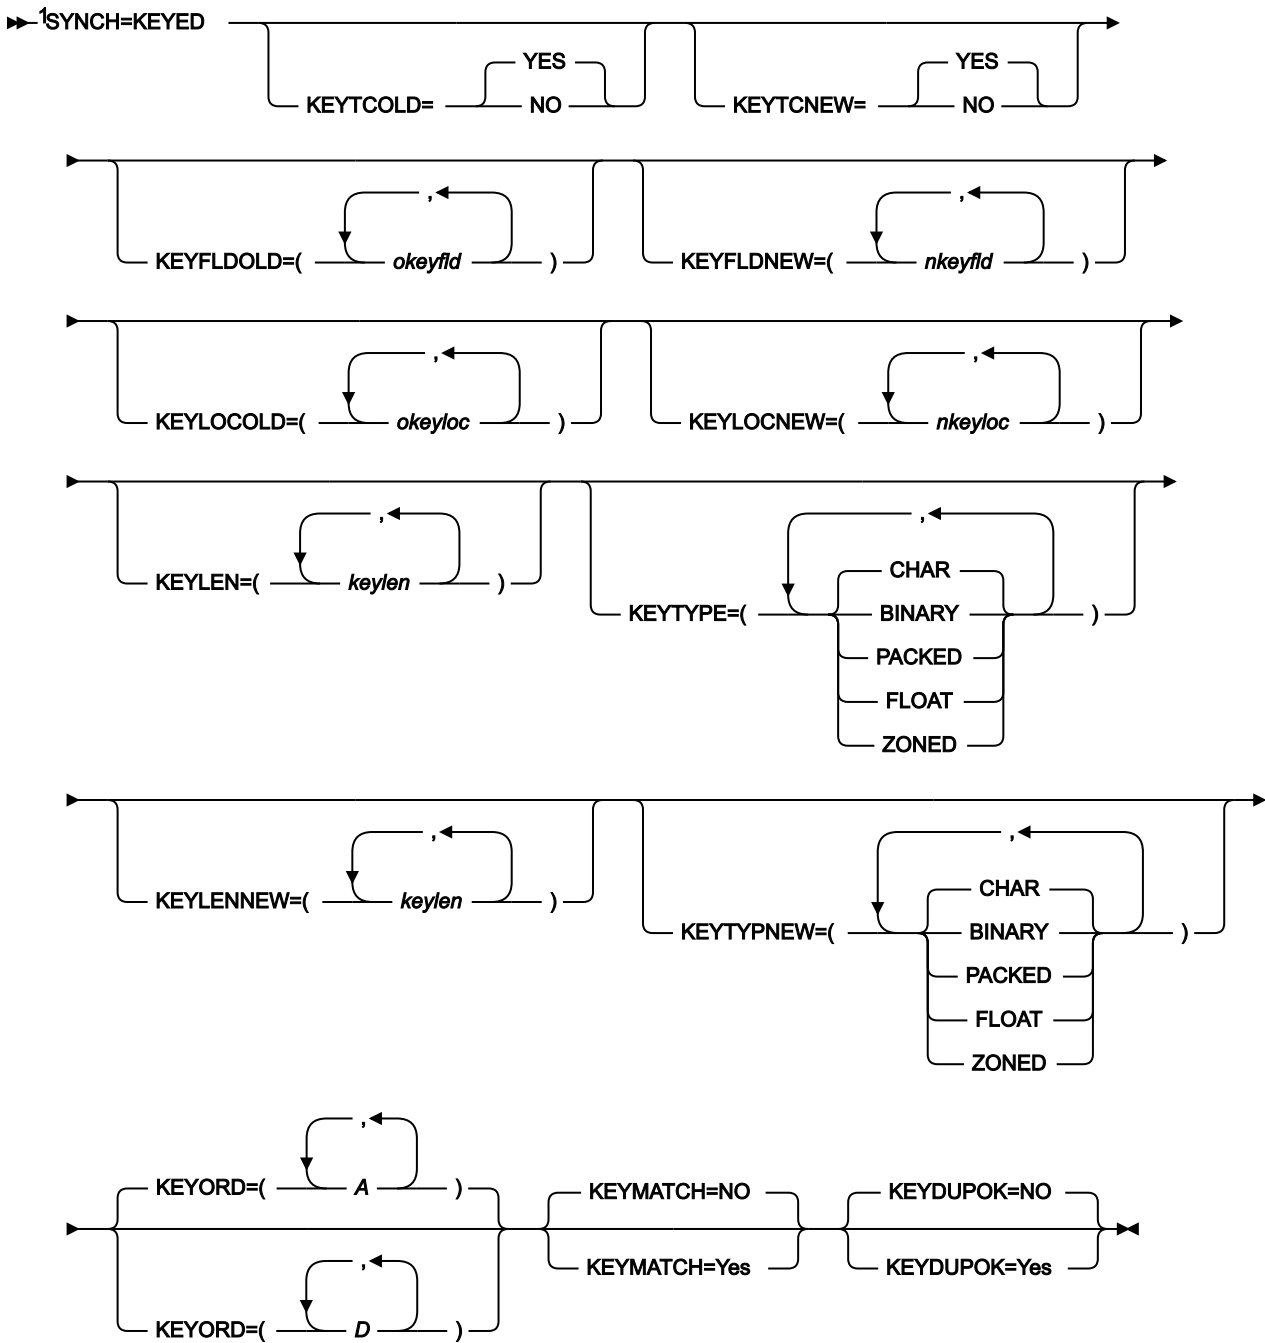 1
SYNCH=KEYED
YES
KEYTCOLD=
NO
YES
KEYTCNEW=
NO
,
KEYFLDOLD=( okeyfld )
,
KEYFLDNEW=( nkeyfld )
,
KEYLOCOLD=( okeyloc )
,
KEYLOCNEW=( nkeyloc )
,
KEYLEN=( keylen )
,
CHAR
KEYTYPE=( BINARY )
PACKED
FLOAT
ZONED
,
KEYLENNEW=( keylen )
,
CHAR
KEYTYPNEW=( BINARY )
PACKED
FLOAT
ZONED
,
KEYORD=( A )
,
KEYORD=( D )
KEYMATCH=NO
KEYMATCH=Yes
KEYDUPOK=NO
KEYDUPOK=Yes